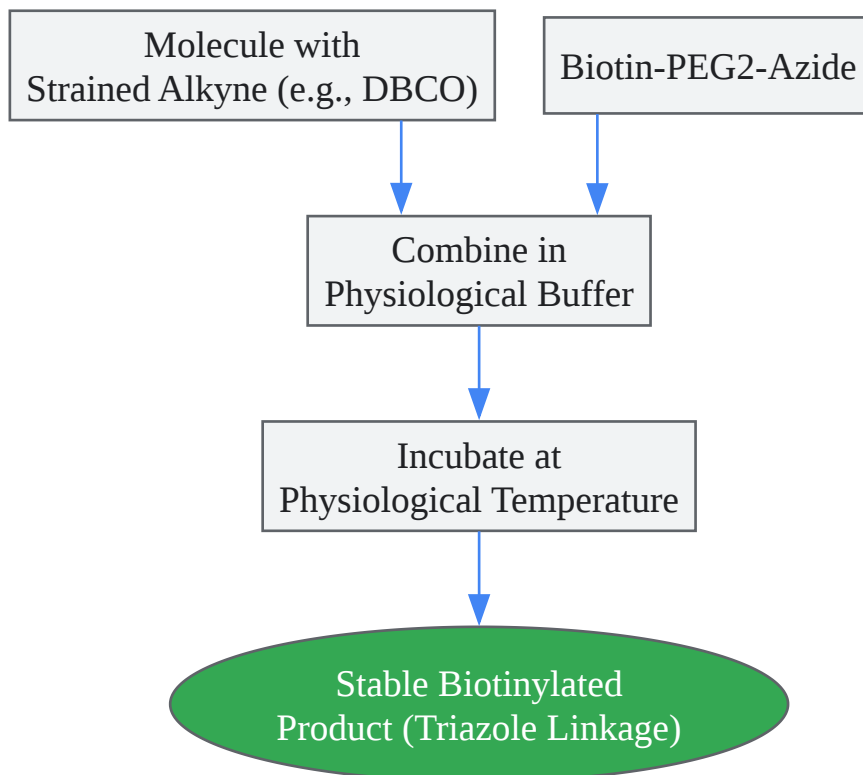 Molecule with
Strained Alkyne (e.g., DBCO)
Biotin-PEG2-Azide
Combine in
Physiological Buffer
Incubate at
Physiological Temperature
Stable Biotinylated
Product (Triazole Linkage)